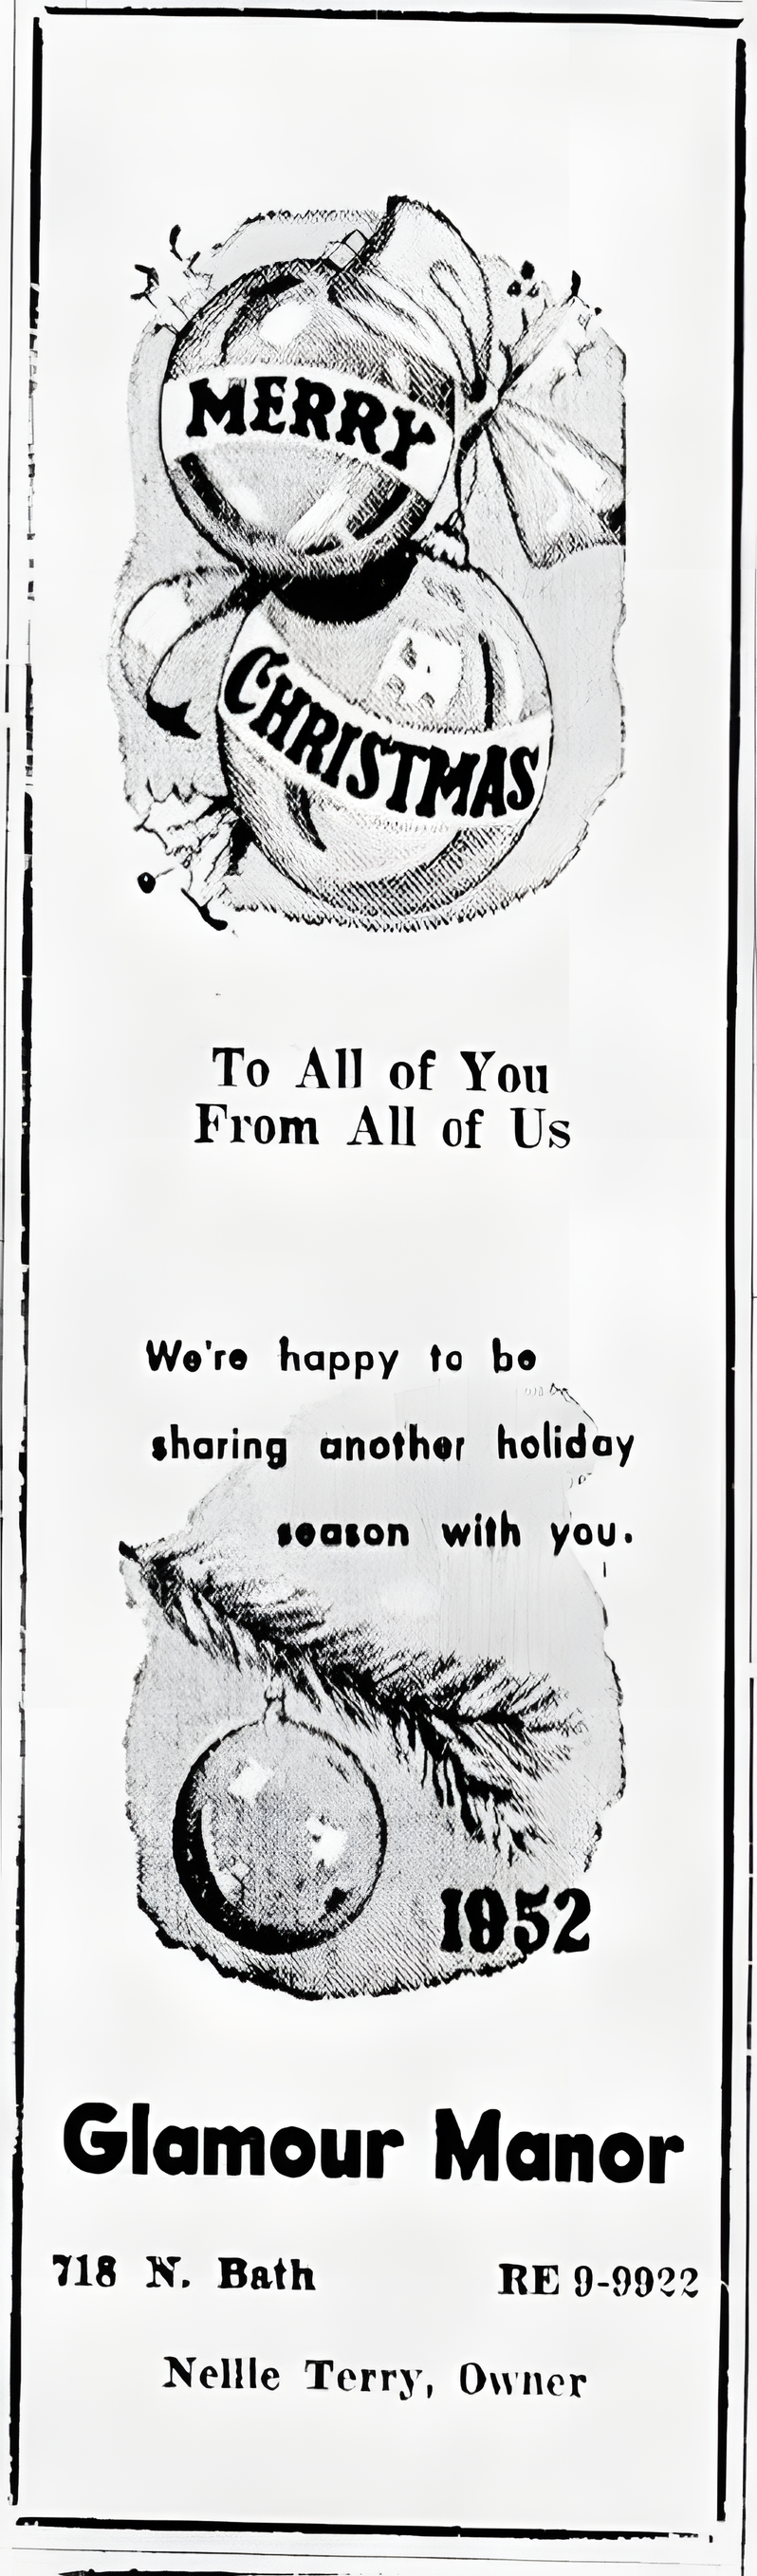 MERRY
CHRISTMAS
To All of You
From All of Us
We're happy to be
sharing another holiday
season with you.
1952
Glamour Manor
718 N. Bath RE 9-9922
Nellie Terry, Owner